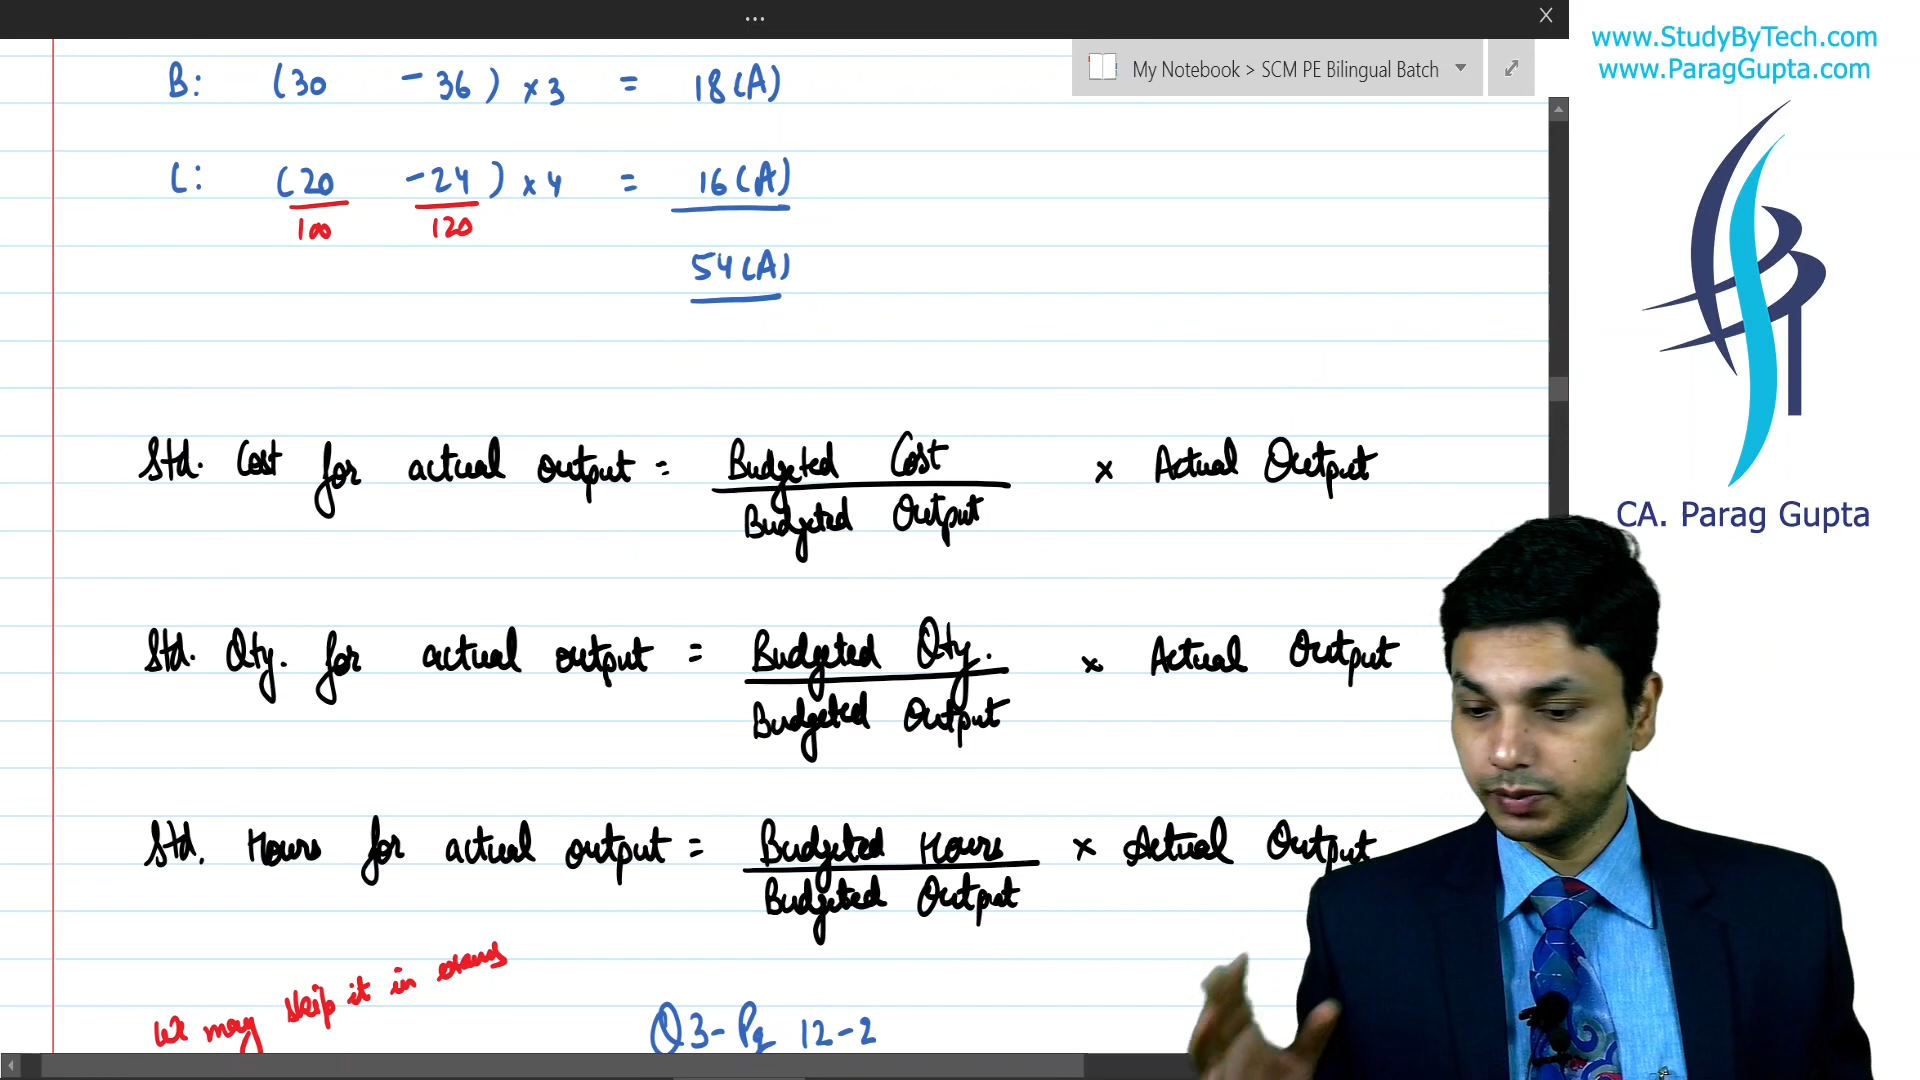 ...
X
www.StudyByTech.com
www.ParagGupta.com
My Notebook > SCM PE Bilingual Batch
B: (30 - 36) × 3 = 18(A)
C: (20 - 24) × 4 = 16(A)
100 120
54(A)
CA. Parag Gupta
Std. Cost for actual output = Budgeted Cost × Actual Output
Budgeted Output
Std. Qty. for actual output = Budgeted Qty. × Actual Output
Budgeted Output
Std. Hours for actual output = Budgeted Hours × Actual Output
Budgeted Output
We may skip it in exams
Q3- Pg 12-2